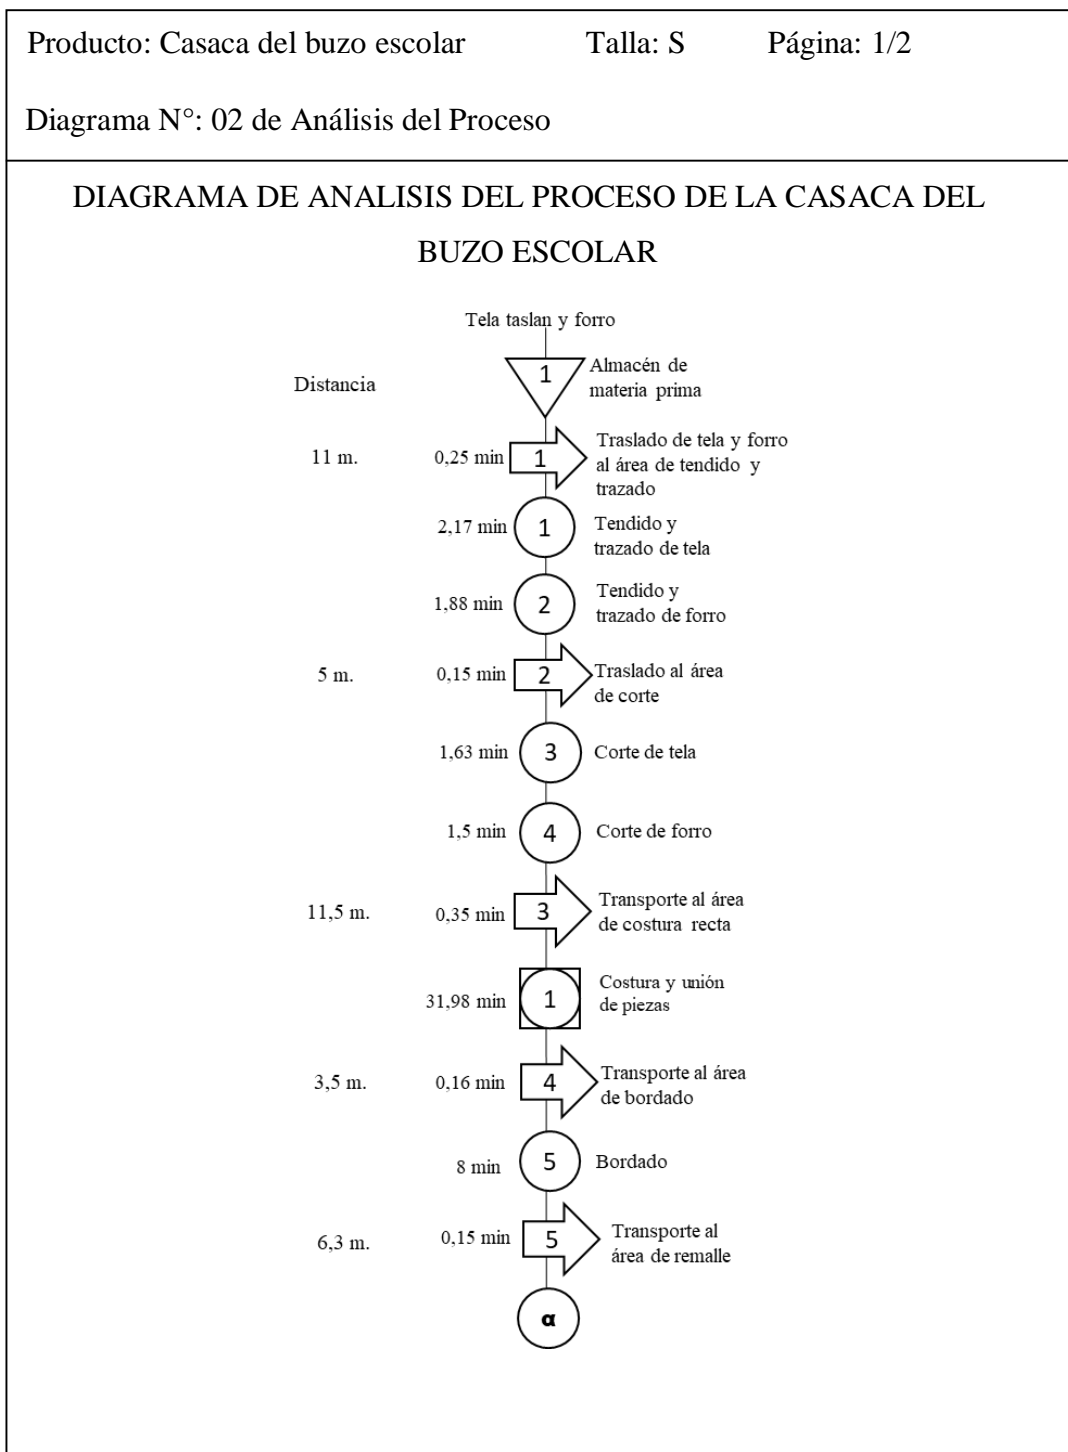 Producto: Casaca del buzo escolar Talla: S Página: 1/2
Diagrama N°: 02 de Análisis del Proceso
DIAGRAMA DE ANALISIS DEL PROCESO DE LA CASACA DEL
BUZO ESCOLAR
Tela taslan y forro
Distancia
1
Almacén de
materia prima
11 m.
0,25 min
1
Traslado de tela y forro
al área de tendido y
trazado
2,17 min
1
Tendido y
trazado de tela
1,88 min
2
Tendido y
trazado de forro
5 m.
0,15 min
2
Traslado al área
de corte
1,63 min
3
Corte de tela
1,5 min
4
Corte de forro
11,5 m.
0,35 min
3
Transporte al área
de costura recta
31,98 min
1
Costura y unión
de piezas
3,5 m.
0,16 min
4
Transporte al área
de bordado
8 min
5
Bordado
6,3 m.
0,15 min
5
Transporte al
área de remalle
α